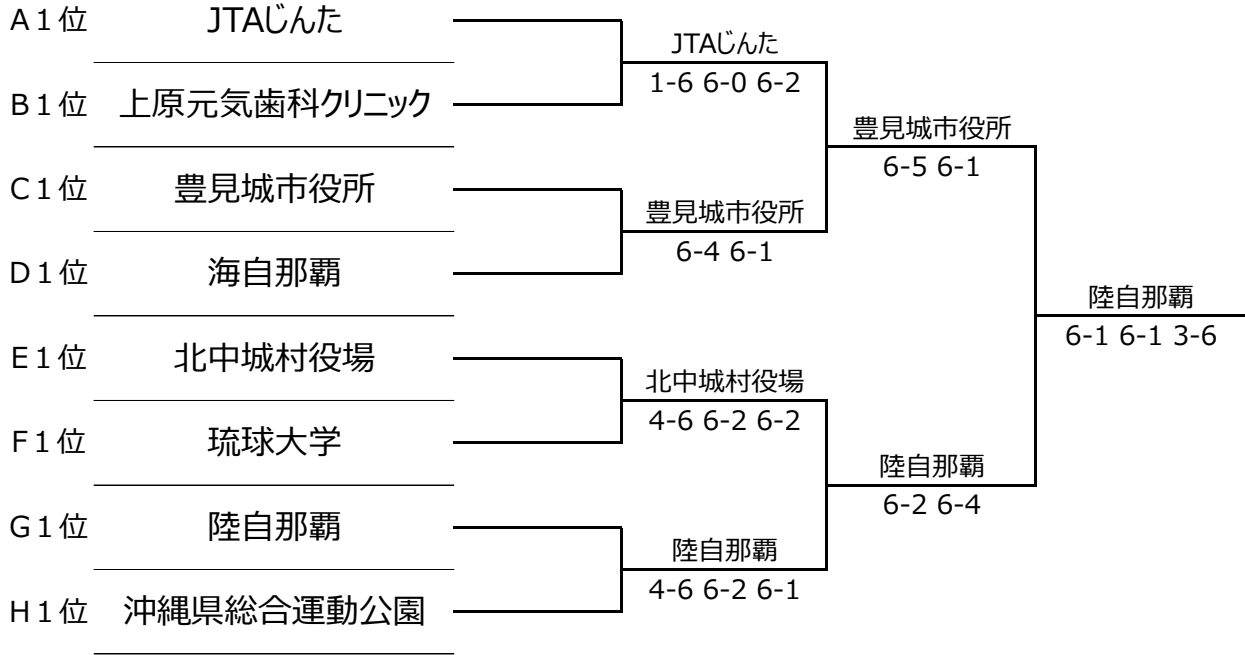 A１位 JTAじんた
B１位 上原元気歯科クリニック
C１位 豊見城市役所
D１位 海自那覇
E１位 北中城村役場
F１位 琉球大学
G１位 陸自那覇
H１位 沖縄県総合運動公園
JTAじんた
1-6 6-0 6-2
豊見城市役所
6-4 6-1
北中城村役場
4-6 6-2 6-2
陸自那覇
4-6 6-2 6-1
豊見城市役所
6-5 6-1
陸自那覇
6-2 6-4
陸自那覇
6-1 6-1 3-6